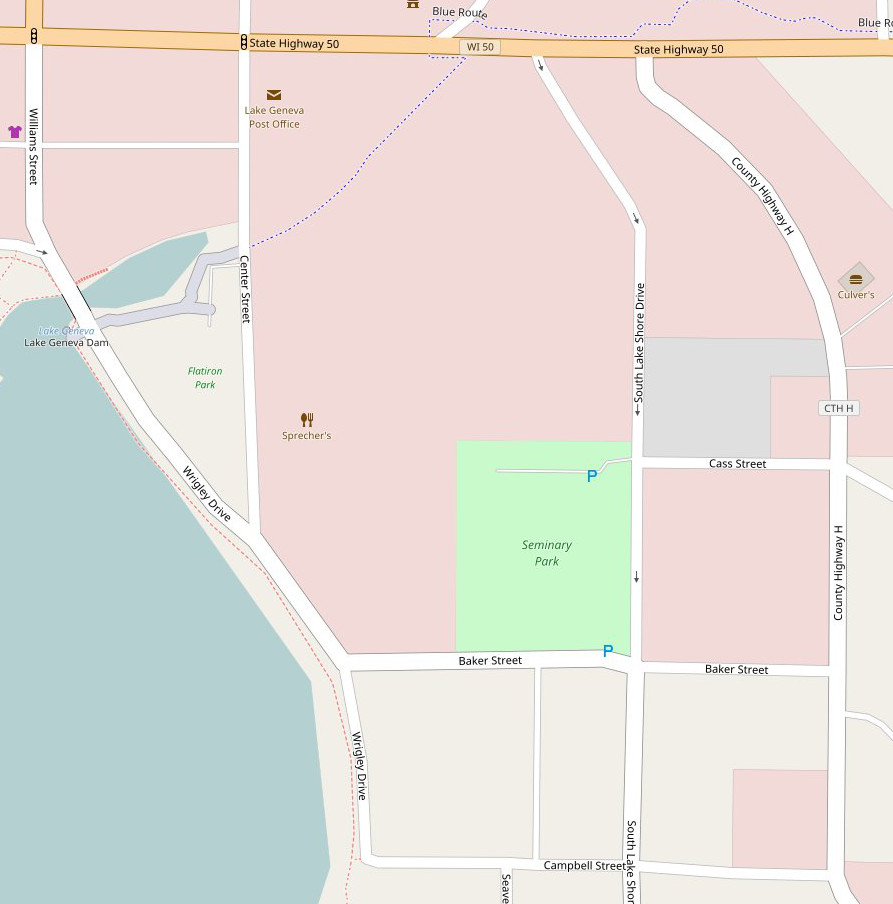 Blue Route
Blue Ro
State Highway 50
WI 50
State Highway 50
Lake Geneva
Post Office
Williams Street
County Highway H
Center Street
South Lake Shore Drive
Culver's
Lake Geneva
Lake Geneva Dam
Flatiron
Park
CTH H
Sprecher's
P
Cass Street
Wrigley Drive
Seminary
Park
County Highway H
P
Baker Street
Baker Street
Wrigley Drive
Campbell Street
South Lake Shor
Seave